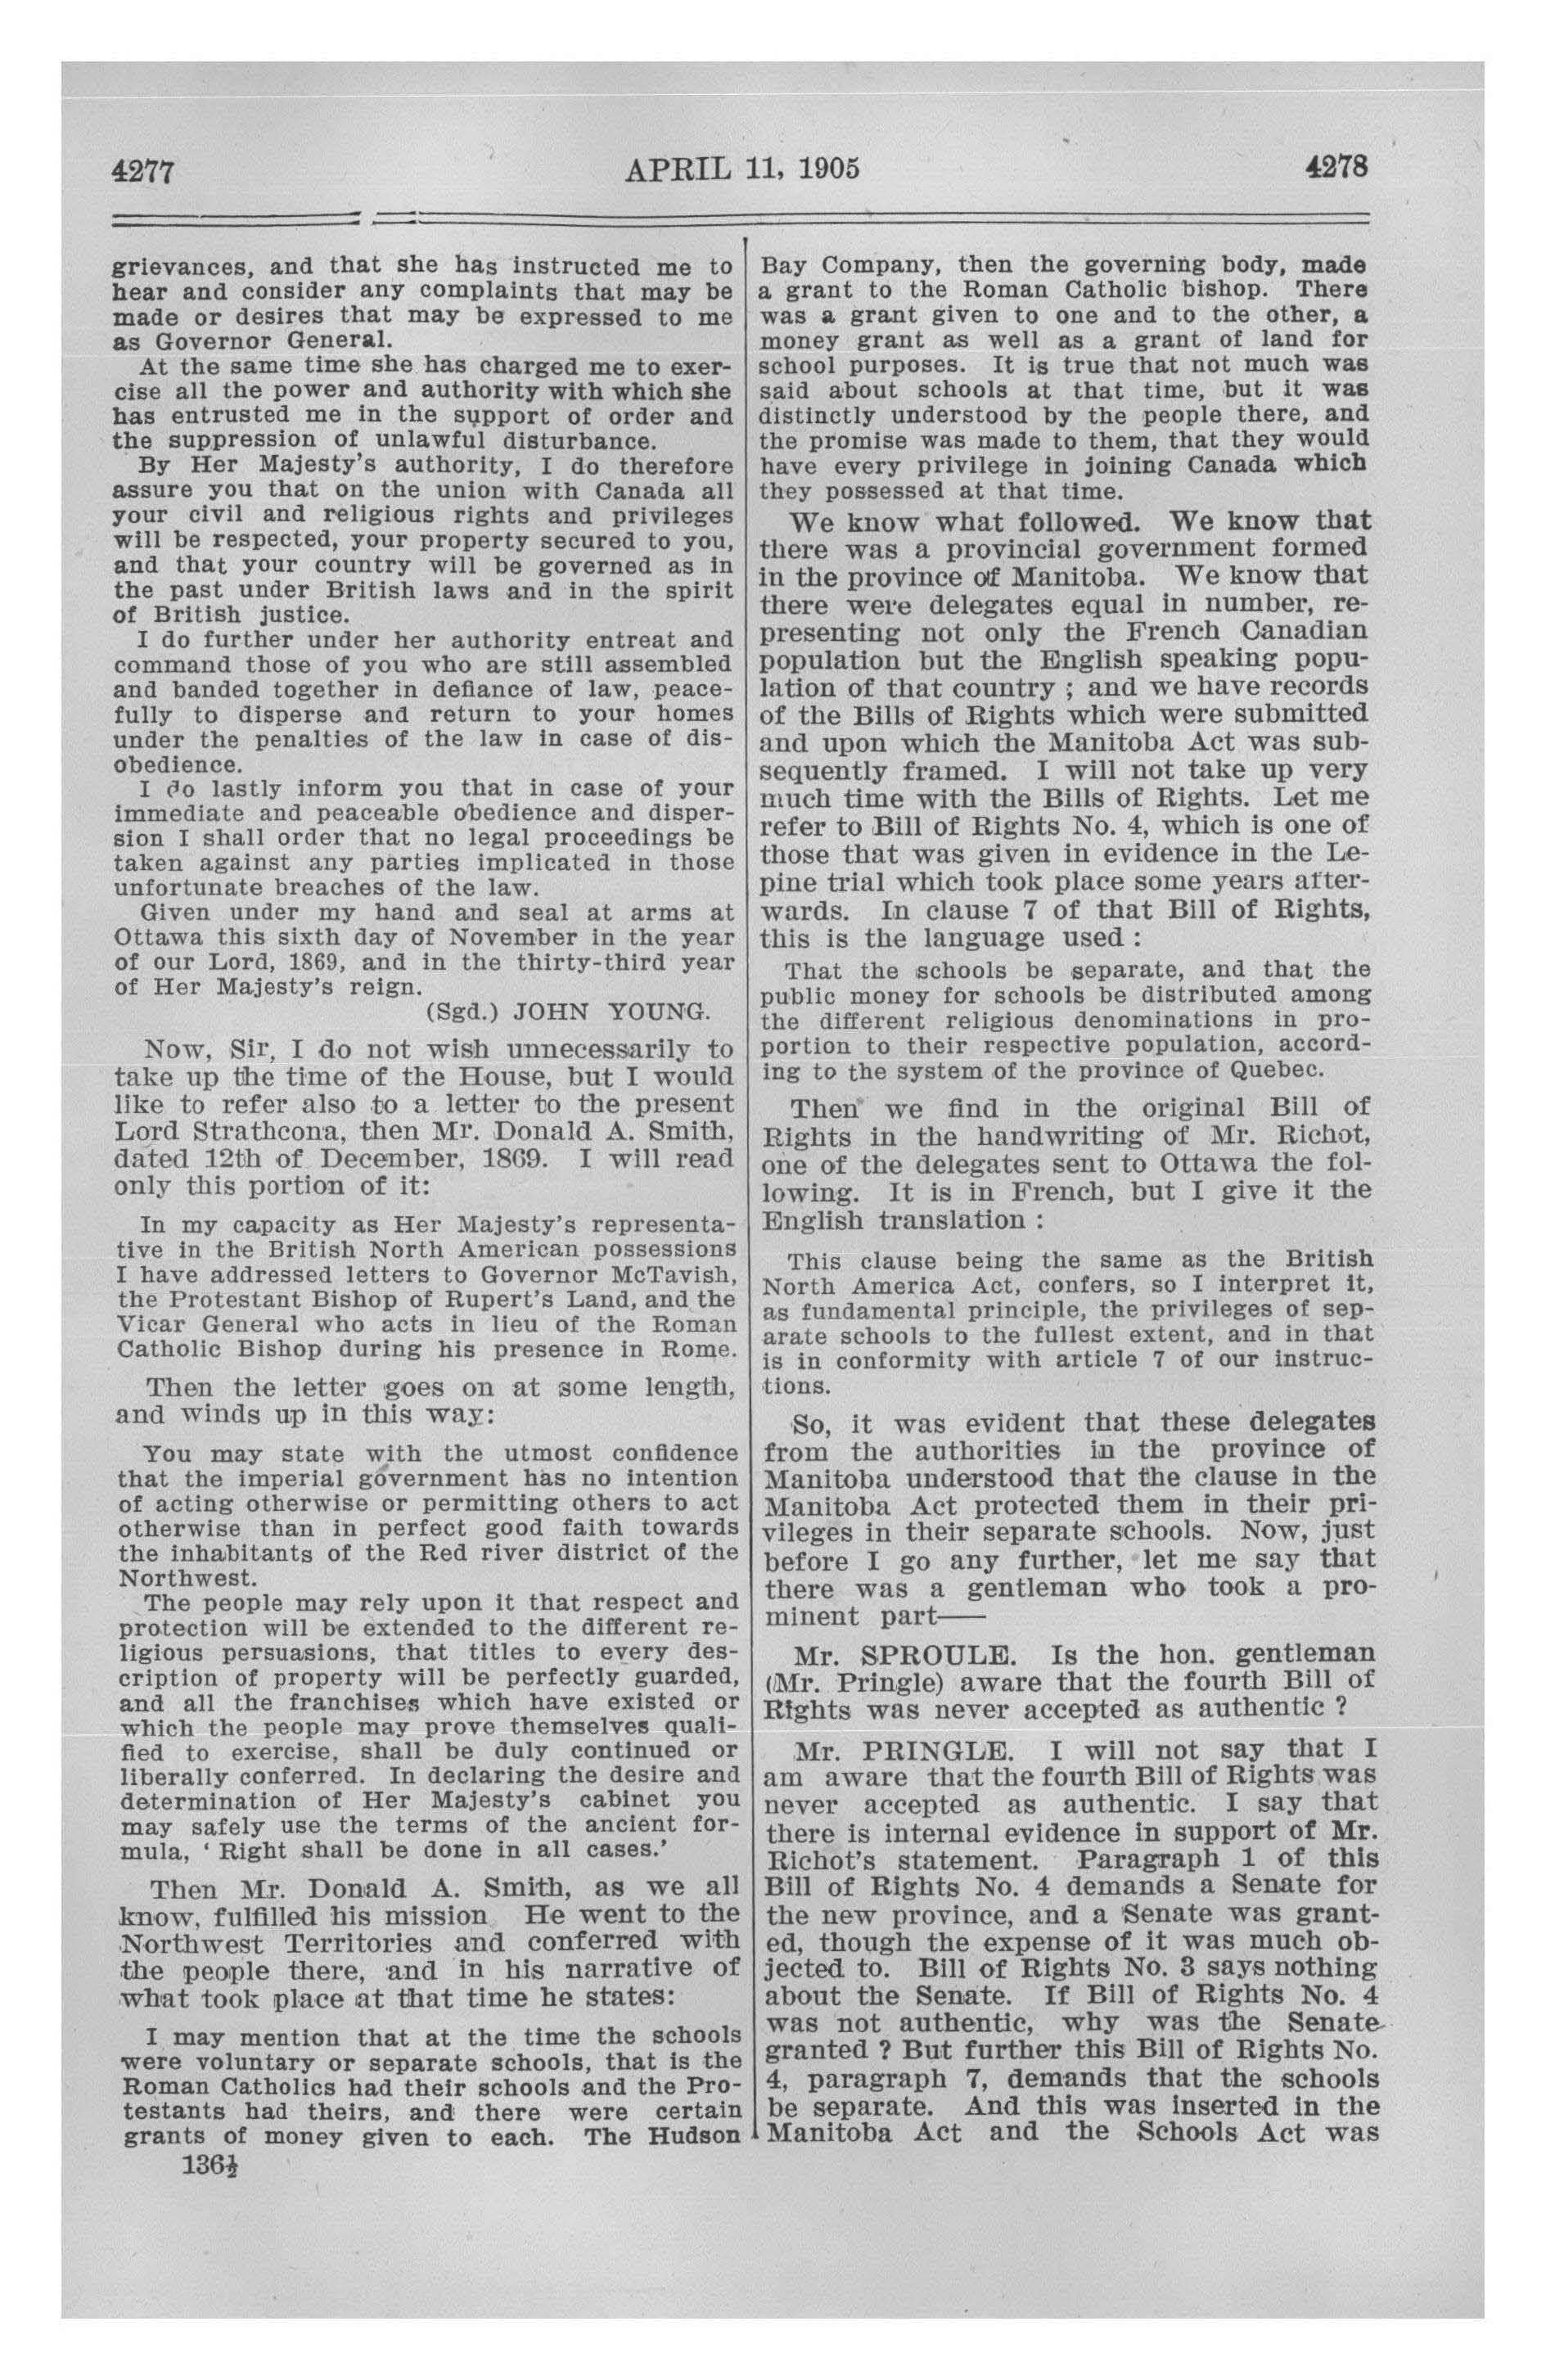 4277
APRIL 11, 1905
4278
grievances, and that she has instructed me to
hear and consider any complaints that may be
made or desires that may be expressed to me
as Governor General.
At the same time she has charged me to exer-
cise all the power and authority with which she
has entrusted me in the support of order and
the suppression of unlawful disturbance.
By Her Majesty's authority, I do therefore
assure you that on the union with Canada all
your civil and religious rights and privileges
will be respected, your property secured to you,
and that your country will be governed as in
the past under British laws and in the spirit
of British justice.
I do further under her authority entreat and
command those of you who are still assembled
and banded together in defiance of law, peace-
fully to disperse and return to your homes
under the penalties of the law in case of dis-
obedience.
I do lastly inform you that in case of your
immediate and peaceable obedience and disper-
sion I shall order that no legal proceedings be
taken against any parties implicated in those
unfortunate breaches of the law.
Given under my hand and seal at arms at
Ottawa this sixth day of November in the year
of our Lord, 1869, and in the thirty-third year
of Her Majesty's reign.
(Sgd.) JOHN YOUNG.
Now, Sir, I do not wish unnecessarily to
take up the time of the House, but I would
like to refer also to a letter to the present
Lord Strathcona, then Mr. Donald A. Smith,
dated 12th of December, 1869. I will read
only this portion of it:
In my capacity as Her Majesty's representa-
tive in the British North American possessions
I have addressed letters to Governor McTavish,
the Protestant Bishop of Rupert's Land, and the
Vicar General who acts in lieu of the Roman
Catholic Bishop during his presence in Rome.
Then the letter goes on at some length,
and winds up in this way:
You may state with the utmost confidence
that the imperial government has no intention
of acting otherwise or permitting others to act
otherwise than in perfect good faith towards
the inhabitants of the Red river district of the
Northwest.
The people may rely upon it that respect and
protection will be extended to the different re-
ligious persuasions, that titles to every des-
cription of property will be perfectly guarded,
and all the franchises which have existed or
which the people may prove themselves quali-
fied to exercise, shall be duly continued or
liberally conferred. In declaring the desire and
determination of Her Majesty's cabinet you
may safely use the terms of the ancient for-
mula, ' Right shall be done in all cases.'
Then Mr. Donald A. Smith, as we all
know, fulfilled his mission He went to the
Northwest Territories and conferred with
the people there, and in his narrative of
what took place at that time he states:
I may mention that at the time the schools
were voluntary or separate schools, that is the
Roman Catholics had their schools and the Pro-
testants had theirs, and there were certain
grants of money given to each. The Hudson
136½
Bay Company, then the governing body, made
a grant to the Roman Catholic bishop. There
was a grant given to one and to the other, a
money grant as well as a grant of land for
school purposes. It is true that not much was
said about schools at that time, but it was
distinctly understood by the people there, and
the promise was made to them, that they would
have every privilege in joining Canada which
they possessed at that time.
We know what followed. We know that
there was a provincial government formed
in the province of Manitoba. We know that
there were delegates equal in number, re-
presenting not only the French Canadian
population but the English speaking popu-
lation of that country ; and we have records
of the Bills of Rights which were submitted
and upon which the Manitoba Act was sub-
sequently framed. I will not take up very
much time with the Bills of Rights. Let me
refer to Bill of Rights No. 4, which is one of
those that was given in evidence in the Le-
pine trial which took place some years after-
wards. In clause 7 of that Bill of Rights,
this is the language used :
That the schools be separate, and that the
public money for schools be distributed among
the different religious denominations in pro-
portion to their respective population, accord-
ing to the system of the province of Quebec.
Then we find in the original Bill of
Rights in the handwriting of Mr. Richot,
one of the delegates sent to Ottawa the fol-
lowing. It is in French, but I give it the
English translation :
This clause being the same as the British
North America Act, confers, so I interpret it,
as fundamental principle, the privileges of sep-
arate schools to the fullest extent, and in that
is in conformity with article 7 of our instruc-
tions.
So, it was evident that these delegates
from the authorities in the province of
Manitoba understood that the clause in the
Manitoba Act protected them in their pri-
vileges in their separate schools. Now, just
before I go any further, let me say that
there was a gentleman who took a pro-
minent part——
Mr. SPROULE. Is the hon. gentleman
(Mr. Pringle) aware that the fourth Bill of
Rights was never accepted as authentic ?
Mr. PRINGLE. I will not say that I
am aware that the fourth Bill of Rights was
never accepted as authentic. I say that
there is internal evidence in support of Mr.
Richot's statement. Paragraph 1 of this
Bill of Rights No. 4 demands a Senate for
the new province, and a Senate was grant-
ed, though the expense of it was much ob-
jected to. Bill of Rights No. 3 says nothing
about the Senate. If Bill of Rights No. 4
was not authentic, why was the Senate
granted ? But further this Bill of Rights No.
4, paragraph 7, demands that the schools
be separate. And this was inserted in the
Manitoba Act and the Schools Act was